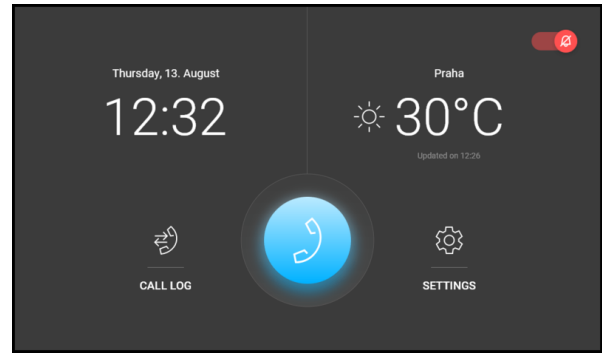 Thursday, 13. August
12:32
Praha
30°C
Updated on 12:26
CALL LOG
SETTINGS